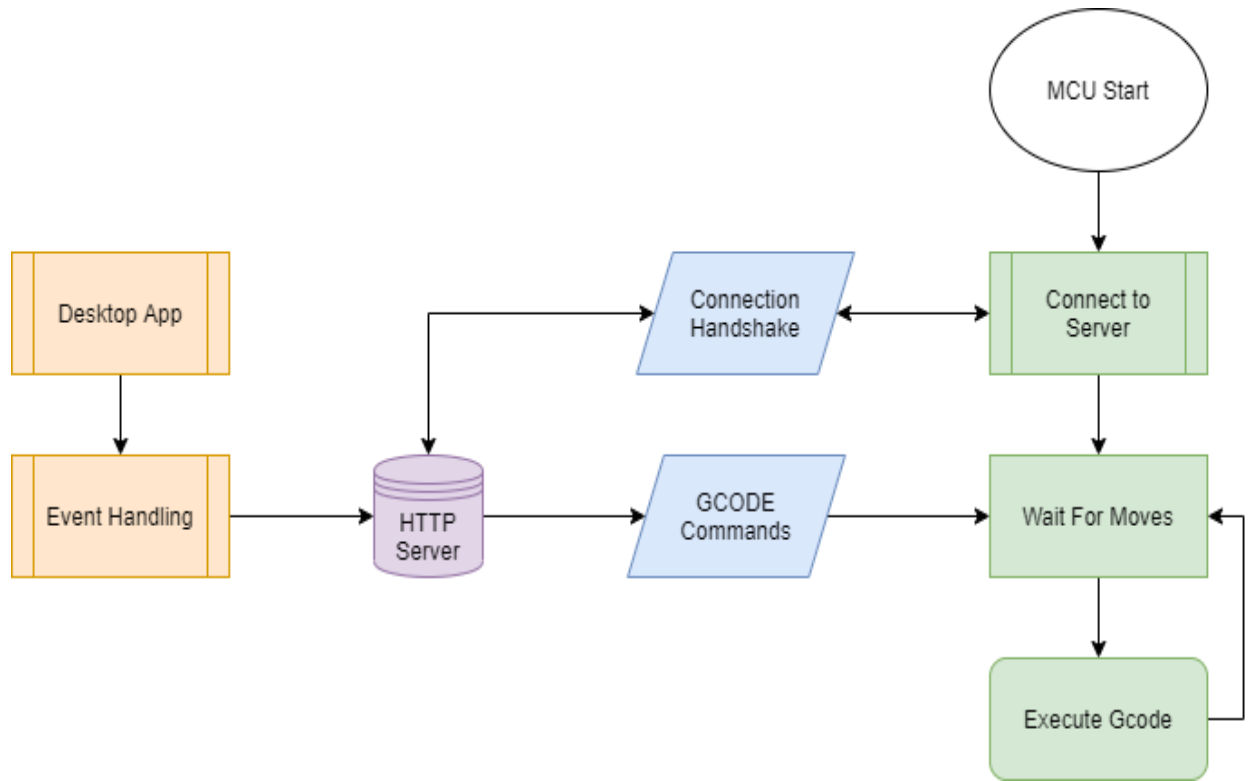 MCU Start
Desktop App
Connection
Handshake
Connect to
Server
Event Handling
HTTP
Server
GCODE
Commands
Wait For Moves
Execute Gcode